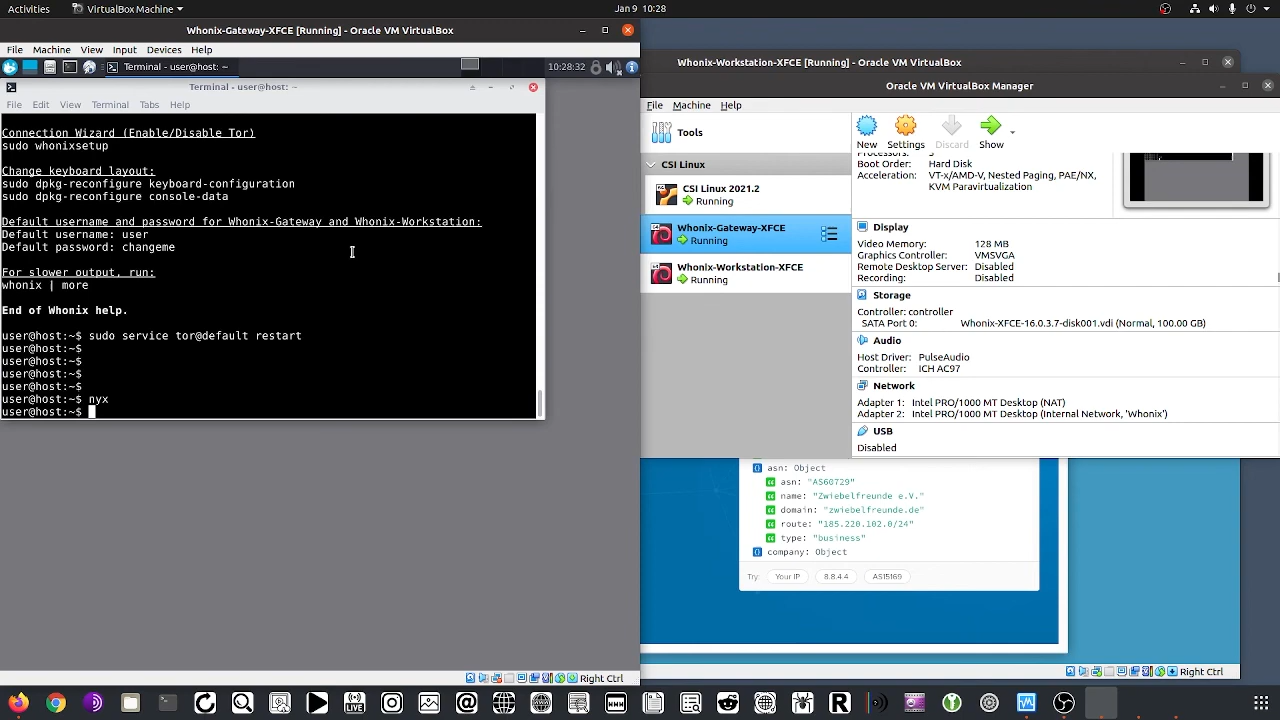 Activities
VirtualBox Machine
Jan 9 10:28
Whonix-Gateway-XFCE [Running] - Oracle VM VirtualBox
File Machine View Input Devices Help
Terminal - user@host: ~
10:28:32
Terminal - user@host: ~
File Edit View Terminal Tabs Help
Connection Wizard (Enable/Disable Tor)
sudo whonixsetup
Change keyboard layout:
sudo dpkg-reconfigure keyboard-configuration
sudo dpkg-reconfigure console-data
Default username and password for Whonix-Gateway and Whonix-Workstation:
Default username: user
Default password: changeme
For slower output, run:
whonix | more
End of Whonix help.
user@host:~$ sudo service tor@default restart
user@host:~$
user@host:~$
user@host:~$
user@host:~$
user@host:~$ nyx
user@host:~$
Right Ctrl
Whonix-Workstation-XFCE [Running] - Oracle VM VirtualBox
Oracle VM VirtualBox Manager
File Machine Help
Tools
New Settings Discard Show
CSI Linux
CSI Linux 2021.2
Running
Whonix-Gateway-XFCE
Running
Whonix-Workstation-XFCE
Running
Boot Order: Hard Disk
Acceleration: VT-x/AMD-V, Nested Paging, PAE/NX,
KVM Paravirtualization
Display
Video Memory: 128 MB
Graphics Controller: VMSVGA
Remote Desktop Server: Disabled
Recording: Disabled
Storage
Controller: controller
SATA Port 0: Whonix-XFCE-16.0.3.7-disk001.vdi (Normal, 100.00 GB)
Audio
Host Driver: PulseAudio
Controller: ICH AC97
Network
Adapter 1: Intel PRO/1000 MT Desktop (NAT)
Adapter 2: Intel PRO/1000 MT Desktop (Internal Network, 'Whonix')
USB
Disabled
asn: Object
asn: "AS60729"
name: "Zwiebelfreunde e.V."
domain: "zwiebelfreunde.de"
route: "185.220.102.0/24"
type: "business"
company: Object
Try: Your IP 8.8.4.4 AS15169
Right Ctrl
LIVE
WWW